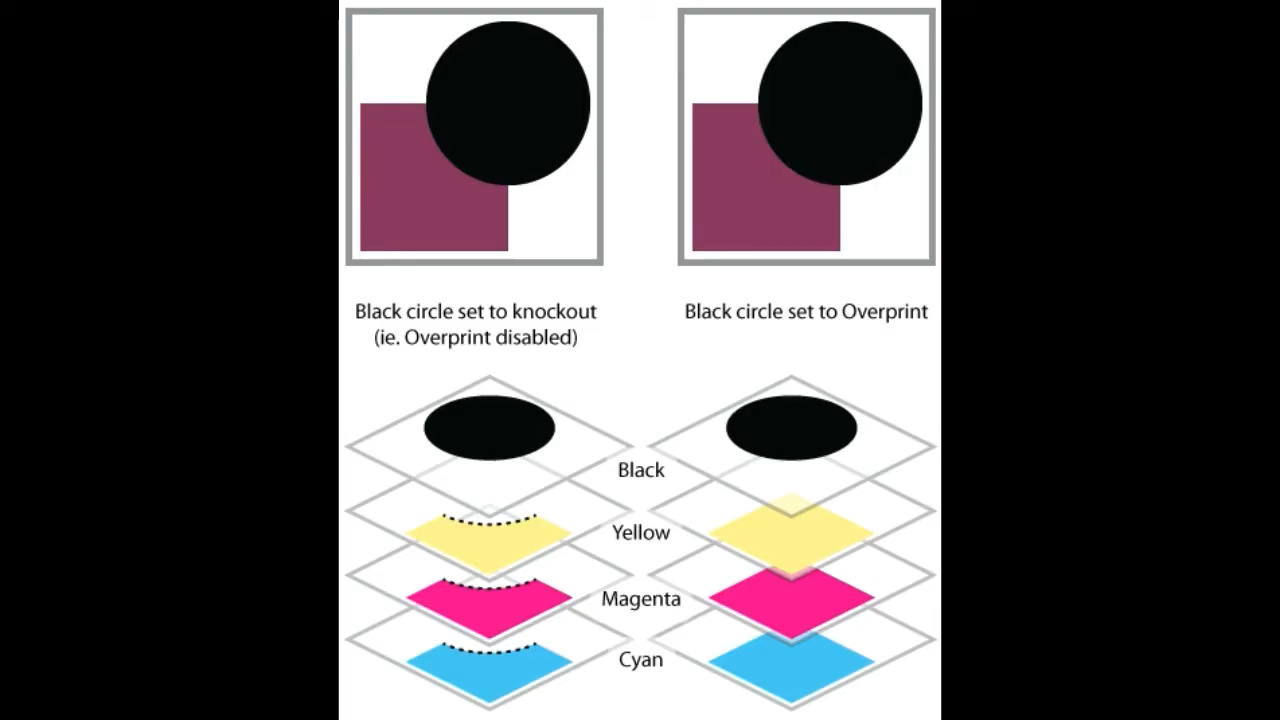 Black circle set to knockout
(ie. Overprint disabled)
Black circle set to Overprint
Black
Yellow
Magenta
Cyan